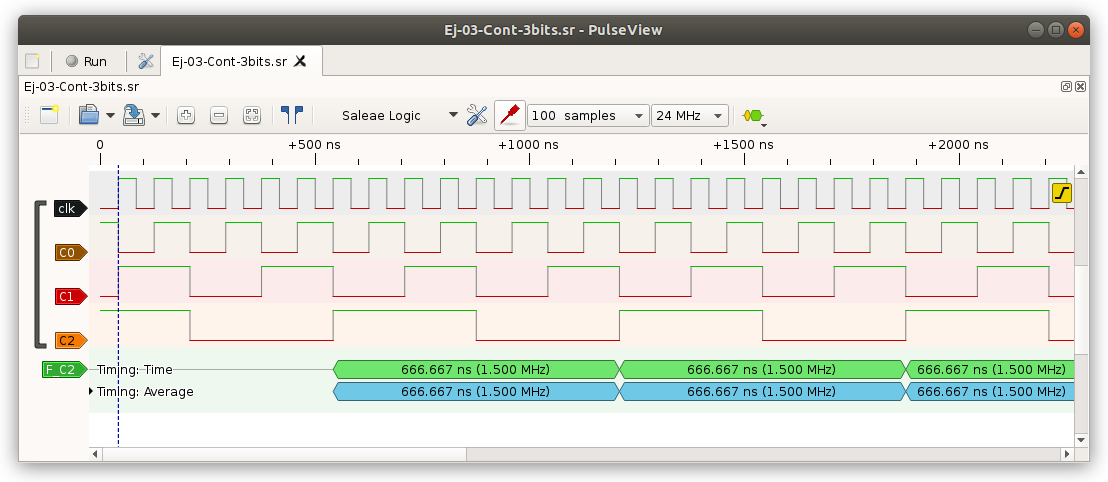 Ej-03-Cont-3bits.sr - PulseView
Run
Ej-03-Cont-3bits.sr
Ej-03-Cont-3bits.sr
Saleae Logic
100 samples
24 MHz
0 +500 ns +1000 ns +1500 ns +2000 ns
clk
C0
C1
C2
F_C2 Timing: Time 666.667 ns (1.500 MHz) 666.667 ns (1.500 MHz) 666.667 ns (1.500 MHz)
Timing: Average 666.667 ns (1.500 MHz) 666.667 ns (1.500 MHz) 666.667 ns (1.500 MHz)